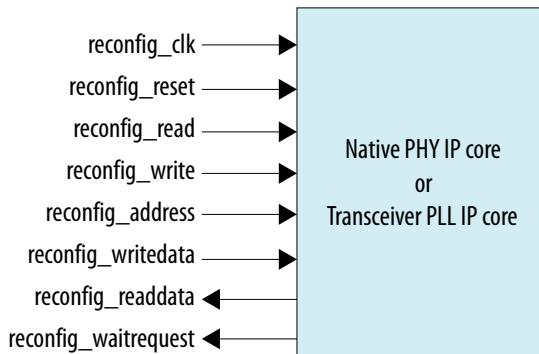 reconfig_clk
reconfig_reset
reconfig_read
reconfig_write
reconfig_address
reconfig_writedata
reconfig_readdata
reconfig_waitrequest
Native PHY IP core
or
Transceiver PLL IP core